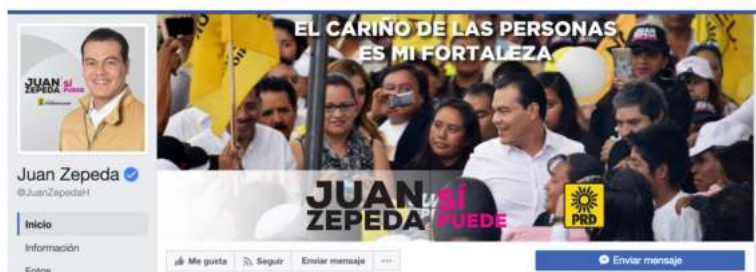 EL CARIÑO DE LAS PERSONAS
ES MI FORTALEZA
JUAN sí
ZEPEDA PUEDE
Juan Zepeda
@JuanZepedaH
Inicio
Información
Fotos
JUAN sí
ZEPEDA PUEDE
PRD
Me gusta
Seguir
Enviar mensaje
Enviar mensaje